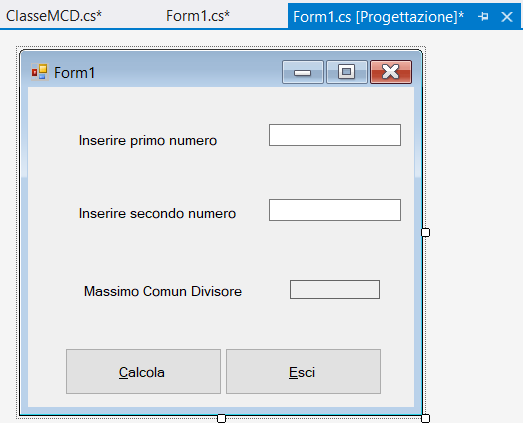 ClasseMCD.cs* Form1.cs* Form1.cs [Progettazione]*
Form1
Inserire primo numero
Inserire secondo numero
Massimo Comun Divisore
Calcola Esci